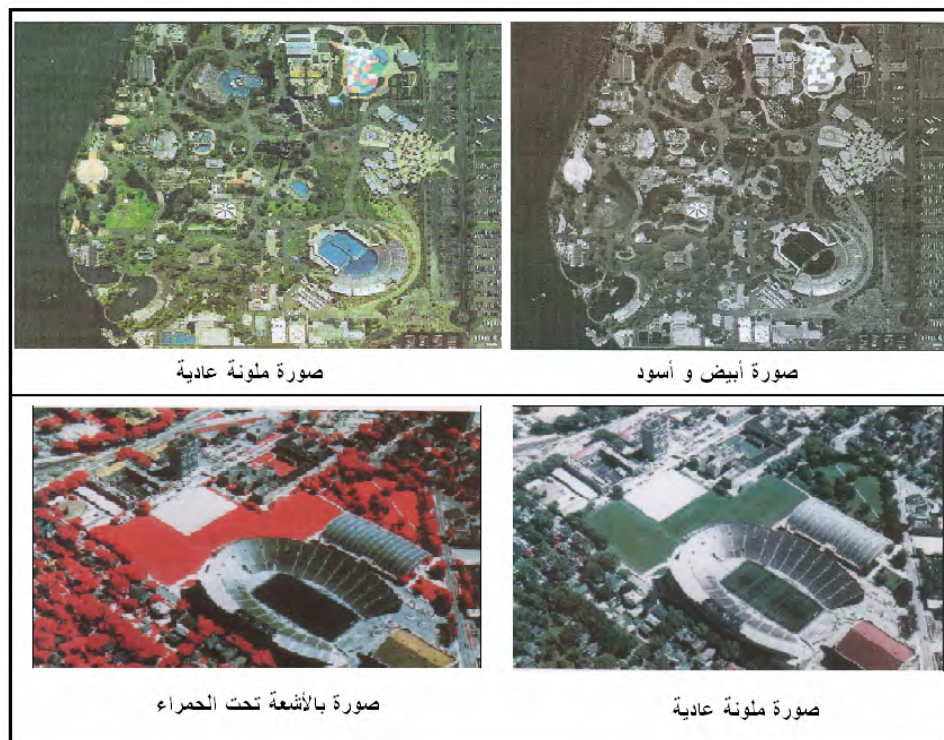 صورة أبيض و أسود
صورة ملونة عادية
صورة ملونة عادية
صورة بالأشعة تحت الحمراء